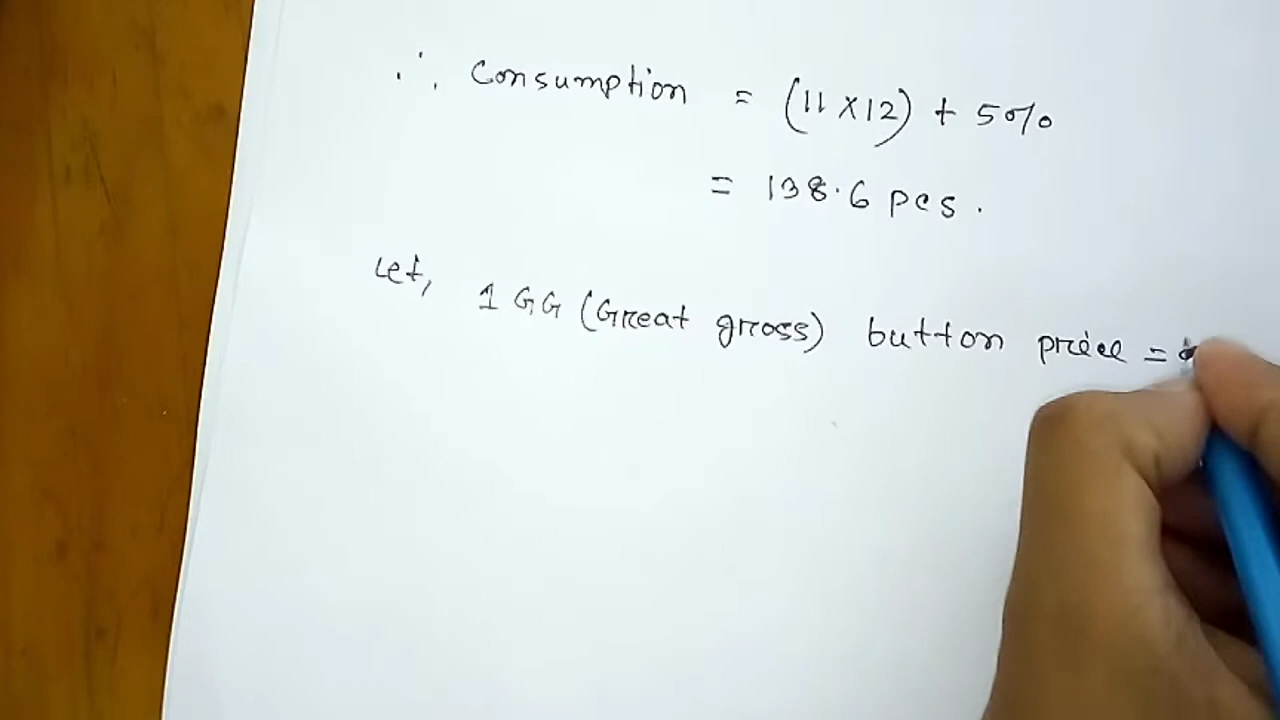 ∴ Consumption = (11 × 12) + 5%
= 138.6 pcs.
Let, 1 GG (Great gross) button price =